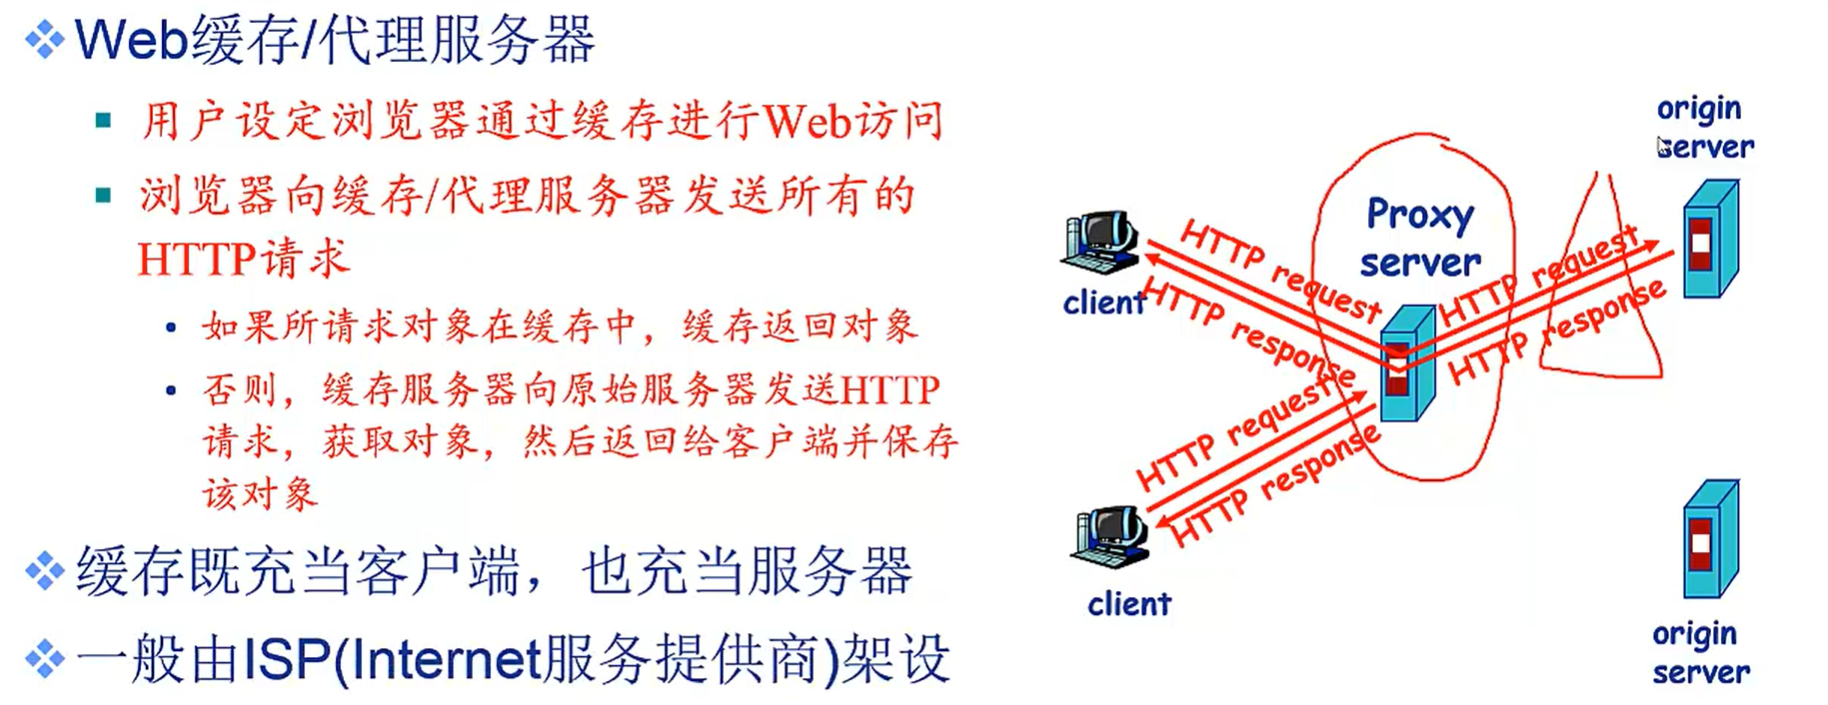 Web缓存/代理服务器
用户设定浏览器通过缓存进行Web访问
浏览器向缓存/代理服务器发送所有的
HTTP请求
如果所请求对象在缓存中，缓存返回对象
否则，缓存服务器向原始服务器发送HTTP
请求，获取对象，然后返回给客户端并保存
该对象
缓存既充当客户端，也充当服务器
一般由ISP(Internet服务提供商)架设
origin
server
Proxy
server
client
HTTP request
HTTP response
HTTP request
HTTP response
HTTP request
HTTP response
client
origin
server